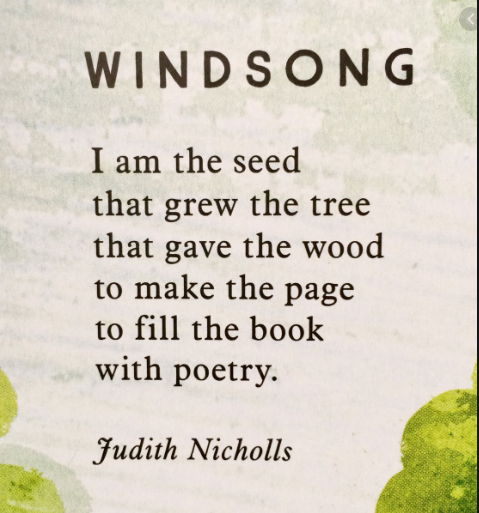 WINDSONG
I am the seed
that grew the tree
that gave the wood
to make the page
to fill the book
with poetry.
Judith Nicholls